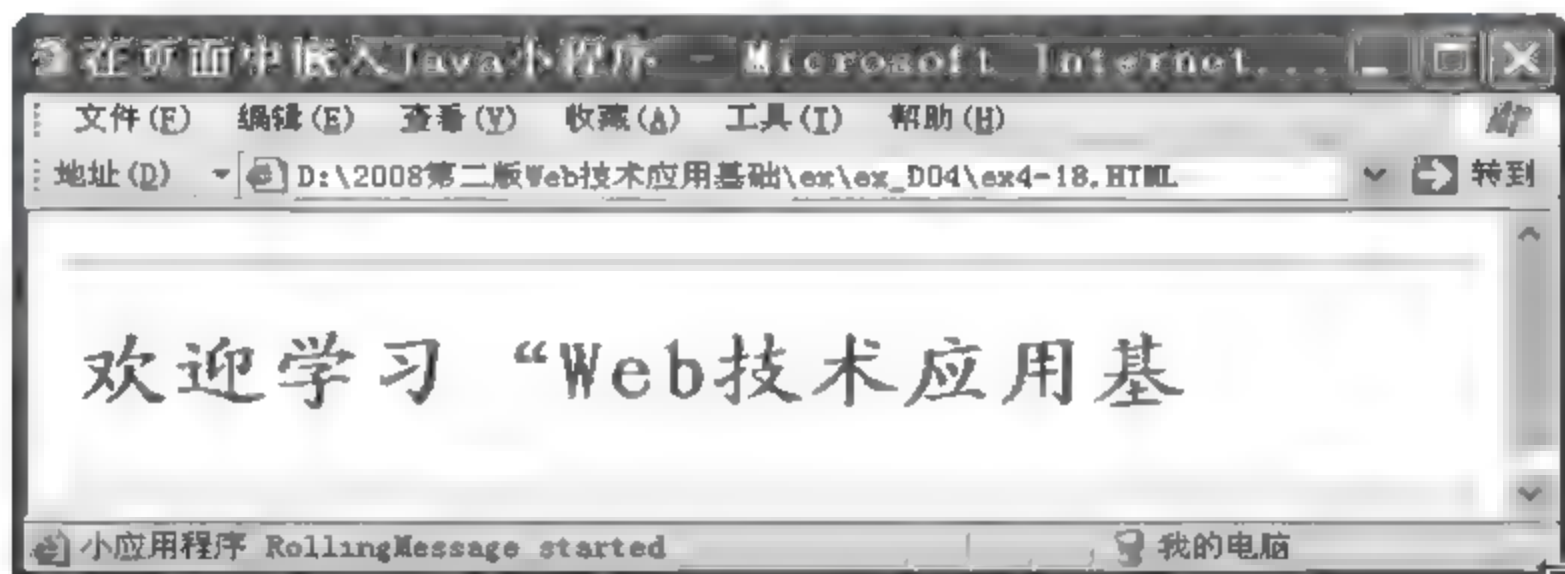 在页面中嵌入Java小程序 - Microsoft Internet...
文件(F) 编辑(E) 查看(V) 收藏(A) 工具(T) 帮助(H)
地址(D) D:\2008第二版Web技术应用基础\ex\ex_D04\ex4-18.HTML 转到
欢迎学习 “Web技术应用基
小应用程序 RollingMessage started 我的电脑